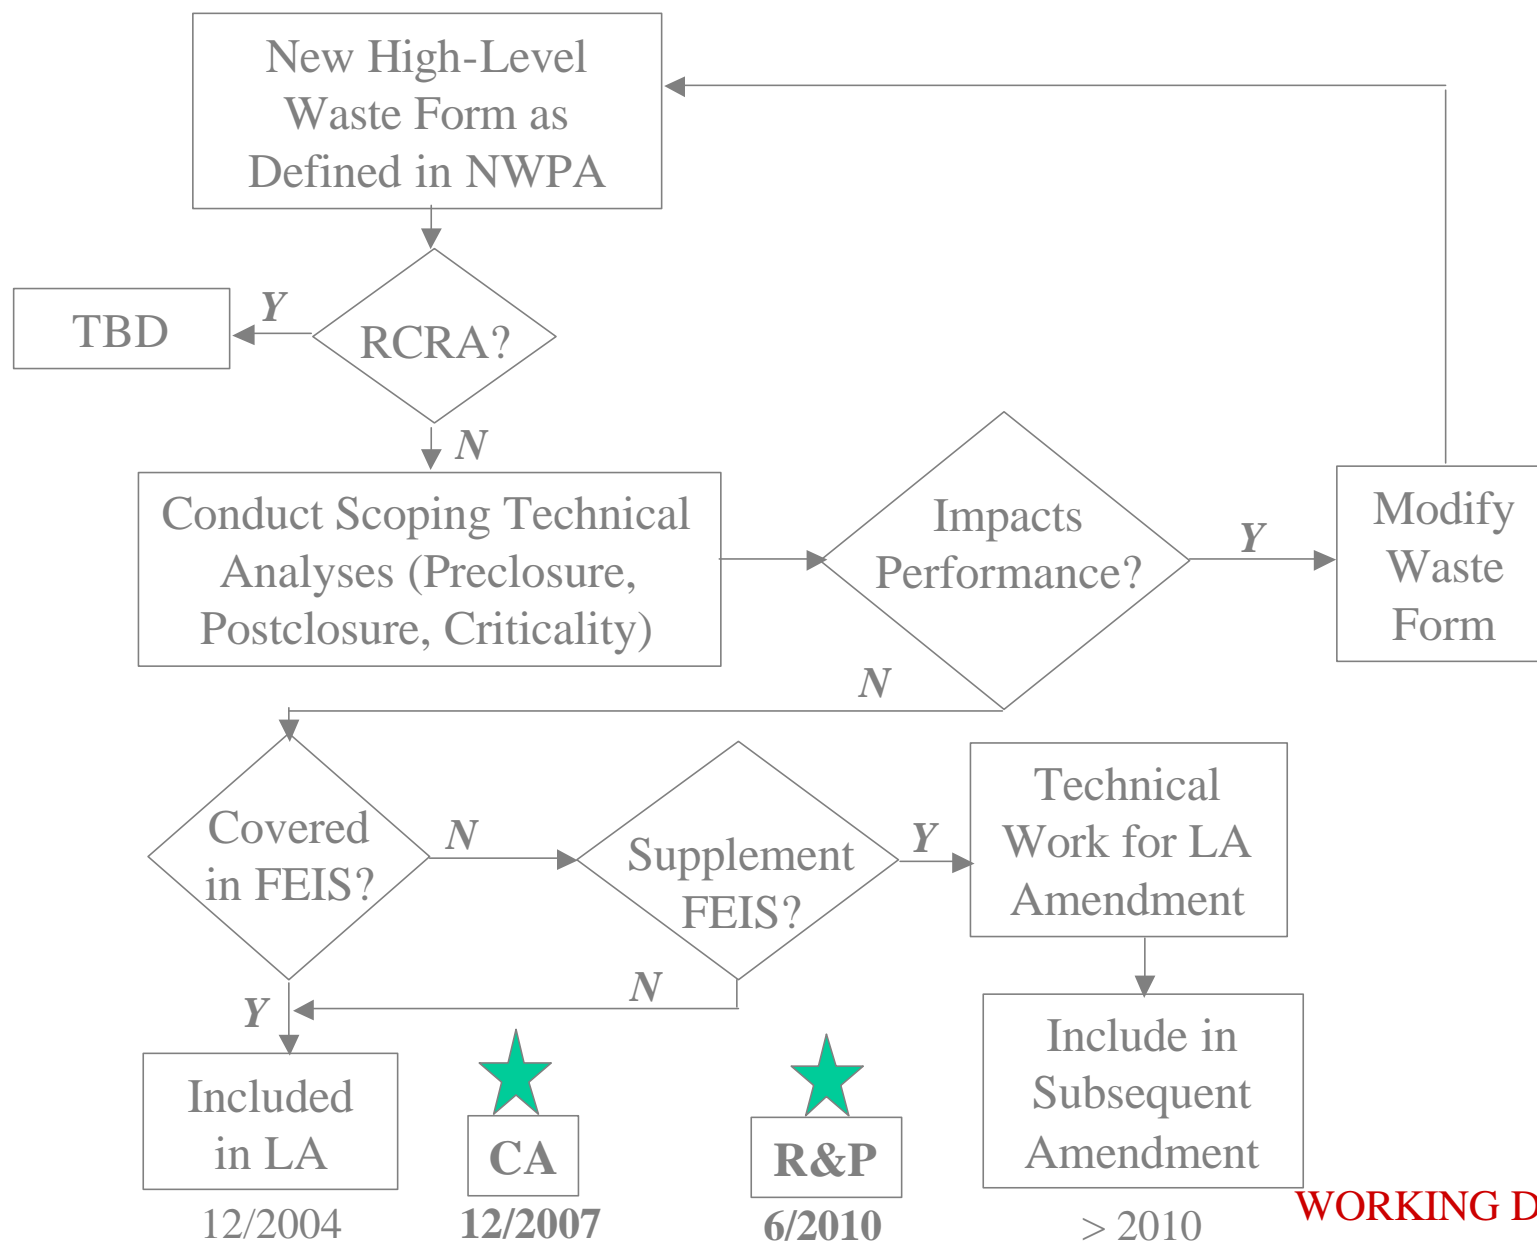 New High-Level
Waste Form as
Defined in NWPA
TBD
Y
RCRA?
N
Conduct Scoping Technical
Analyses (Preclosure,
Postclosure, Criticality)
Impacts
Performance?
Y
Modify
Waste
Form
N
Covered
in FEIS?
N
Supplement
FEIS?
Y
Technical
Work for LA
Amendment
Y
N
Included
in LA
12/2004
CA
12/2007
R&P
6/2010
Include in
Subsequent
Amendment
> 2010
WORKING D